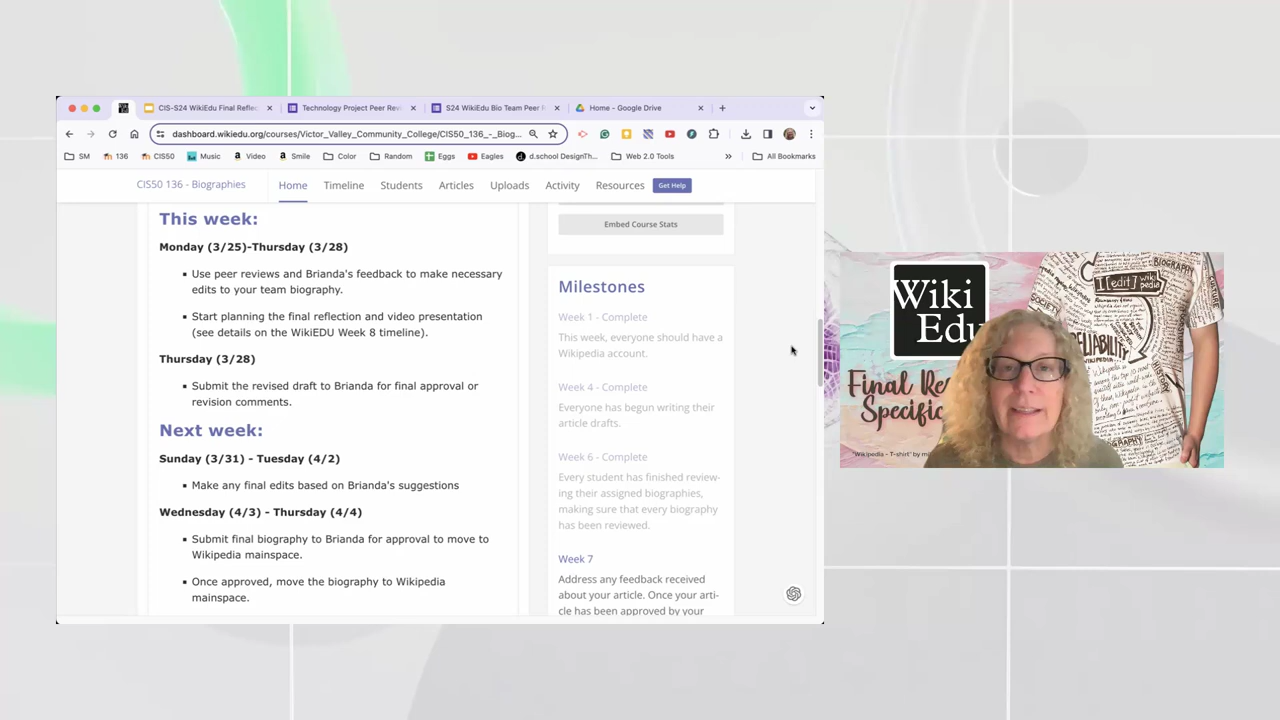 CIS-S24 WikiEdu Final Refle
Technology Project Peer Rev
S24 WikiEdu Bio Team Peer
Home - Google Drive
dashboard.wikiedu.org/courses/Victor_Valley_Community_College/CIS50_136_-_Biog...
SM
136
CIS50
Music
Video
Smile
Color
Random
Eggs
Eagles
d.school DesignTh...
Web 2.0 Tools
»
All Bookmarks
CIS50 136 - Biographies
Home
Timeline
Students
Articles
Uploads
Activity
Resources
Get Help
This week:
Monday (3/25)-Thursday (3/28)
• Use peer reviews and Brianda's feedback to make necessary
edits to your team biography.
• Start planning the final reflection and video presentation
(see details on the WikiEDU Week 8 timeline).
Thursday (3/28)
• Submit the revised draft to Brianda for final approval or
revision comments.
Next week:
Sunday (3/31) - Tuesday (4/2)
• Make any final edits based on Brianda's suggestions
Wednesday (4/3) - Thursday (4/4)
• Submit final biography to Brianda for approval to move to
Wikipedia mainspace.
• Once approved, move the biography to Wikipedia
mainspace.
Embed Course Stats
Milestones
Week 1 - Complete
This week, everyone should have a
Wikipedia account.
Week 4 - Complete
Everyone has begun writing their
article drafts.
Week 6 - Complete
Every student has finished review-
ing their assigned biographies,
making sure that every biography
has been reviewed.
Week 7
Address any feedback received
about your article. Once your arti-
cle has been approved by your
Wiki
Edu
Final Re
Specific
I [edit] wikipedia
BIOGRAPHY
RELIABILITY
"Wikipedia - T-shirt" by mi